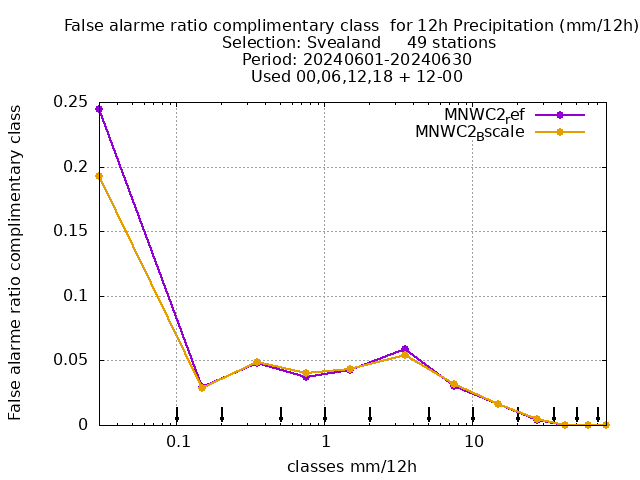 False alarme ratio complimentary class  for 12h Precipitation (mm/12h)
Selection: Svealand     49 stations
Period: 20240601-20240630
Used 00,06,12,18 + 12-00
MNWC2_ref
MNWC2_Bscale
0.25
0.2
0.15
0.1
0.05
0
False alarme ratio complimentary class
0.1 1 10
classes mm/12h